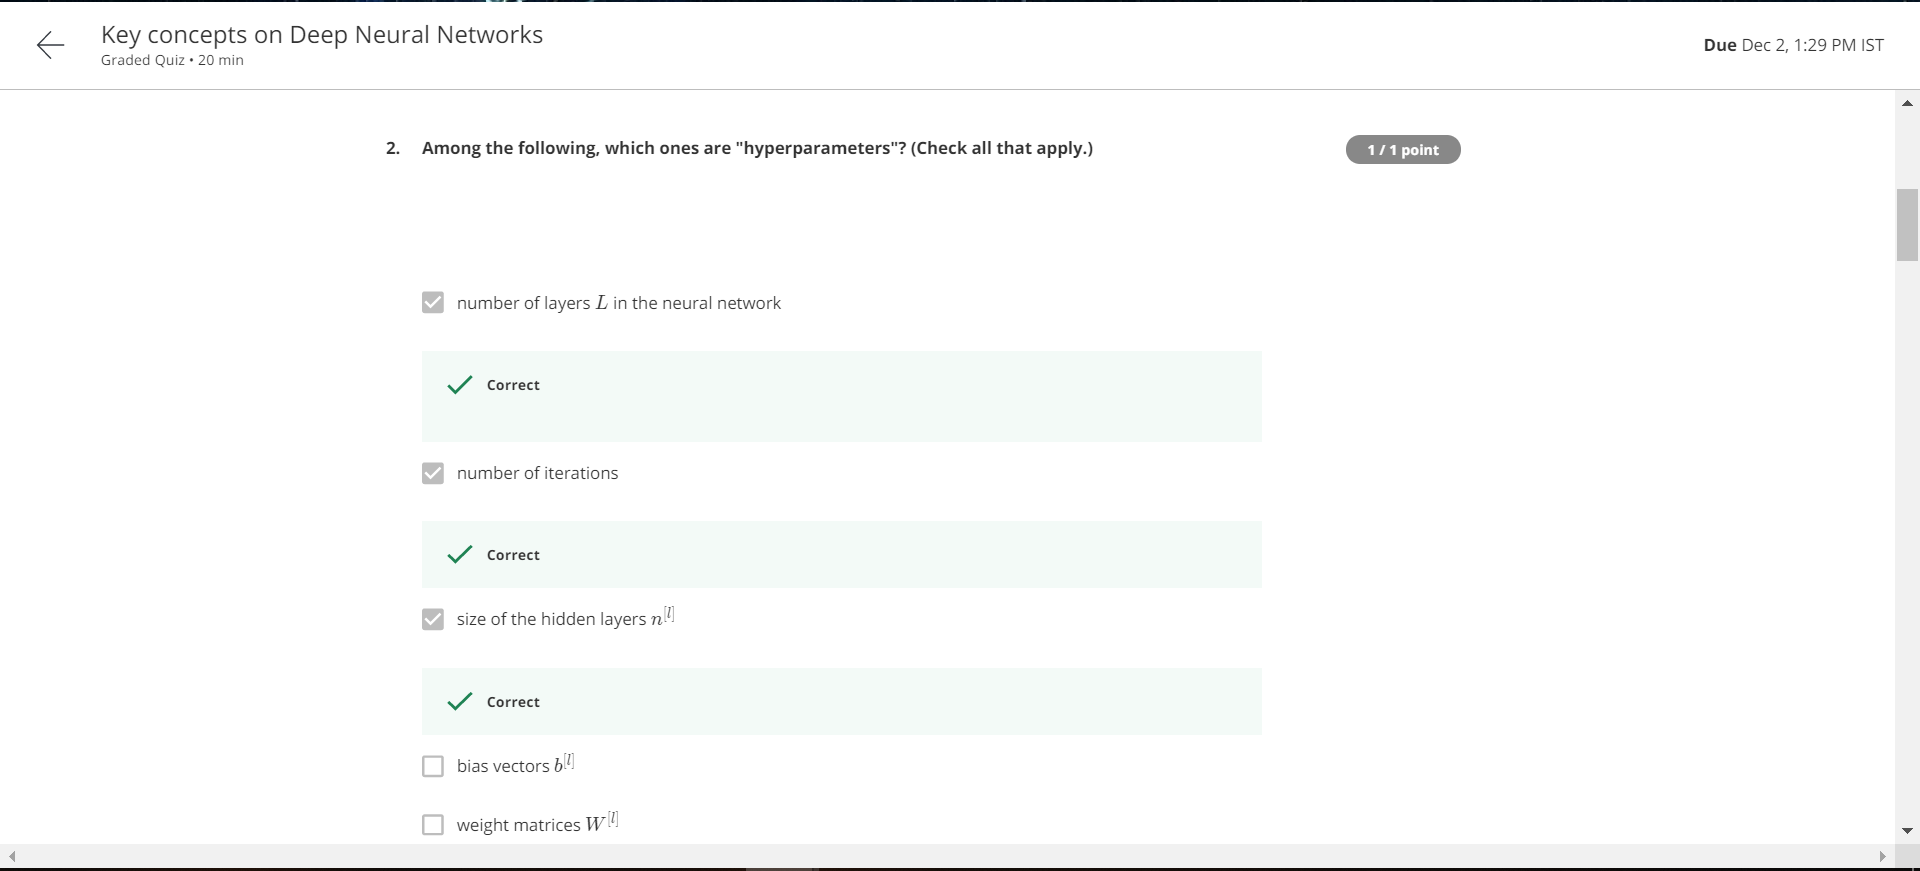 Key concepts on Deep Neural Networks
Graded Quiz • 20 min
Due Dec 2, 1:29 PM IST
2. Among the following, which ones are "hyperparameters"? (Check all that apply.)
1 / 1 point
number of layers L in the neural network
Correct
number of iterations
Correct
size of the hidden layers n^[l]
Correct
bias vectors b^[l]
weight matrices W^[l]